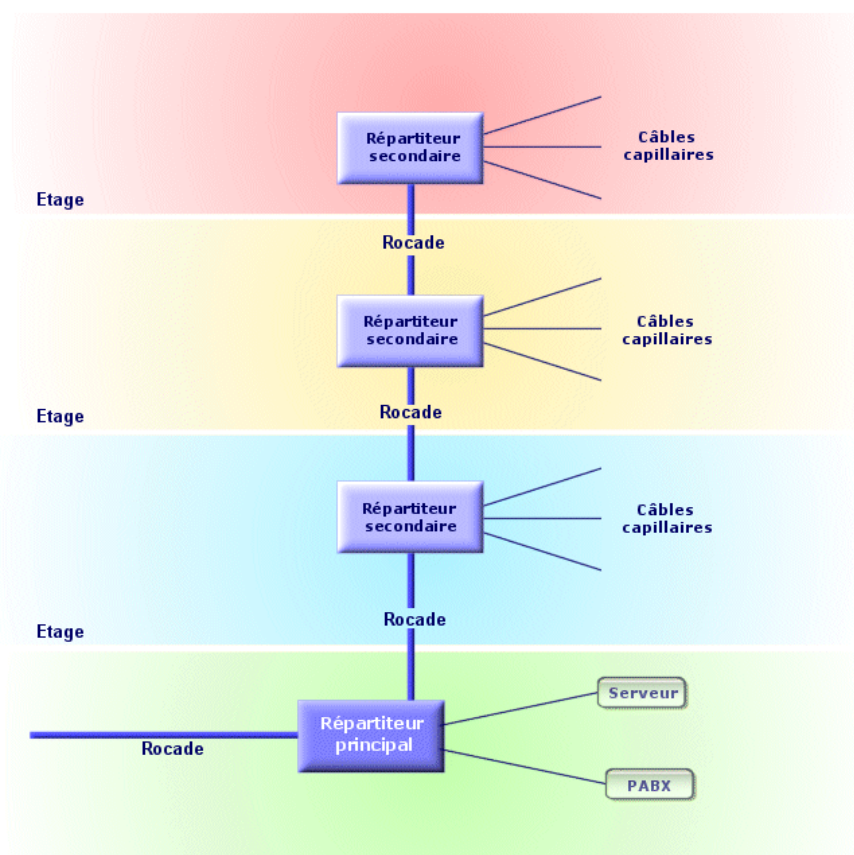 Répartiteur
secondaire
Câbles
capillaires
Etage
Rocade
Répartiteur
secondaire
Câbles
capillaires
Rocade
Etage
Répartiteur
secondaire
Câbles
capillaires
Rocade
Etage
Serveur
Répartiteur
principal
Rocade
PABX